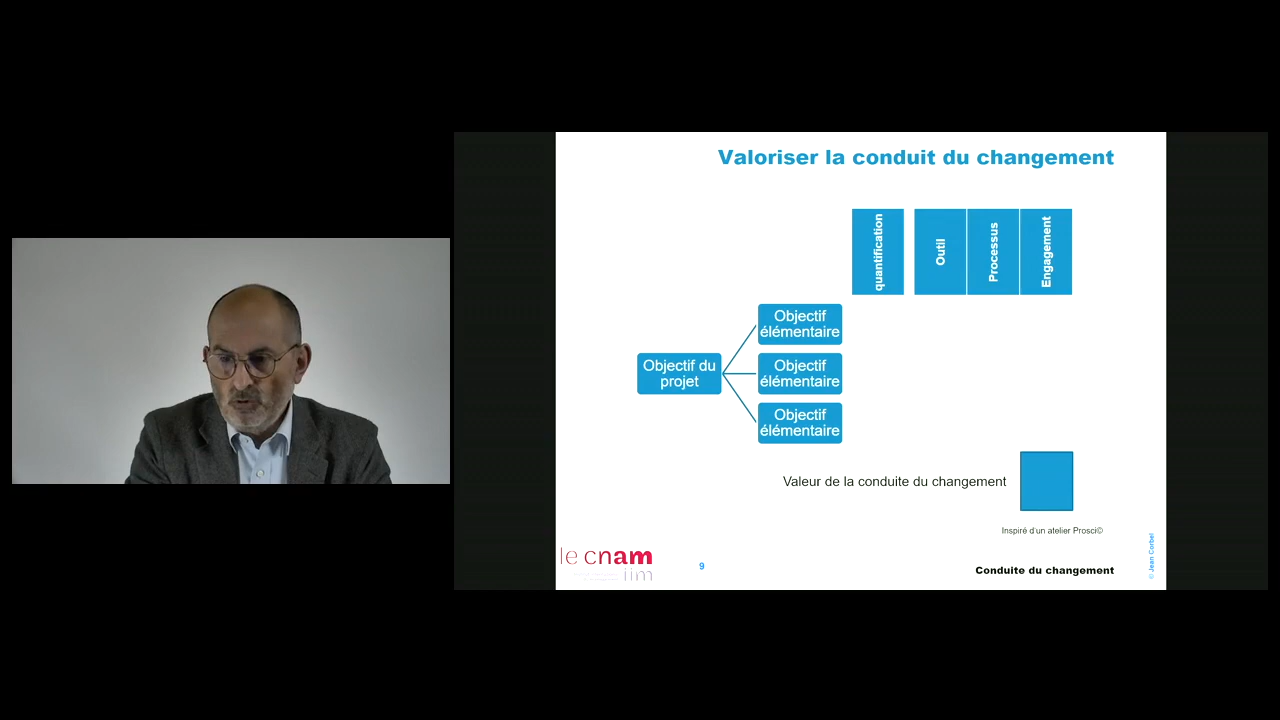 Valoriser la conduit du changement
quantification
Outil
Processus
Engagement
Objectif
élémentaire
Objectif du
projet
Objectif
élémentaire
Objectif
élémentaire
Valeur de la conduite du changement
Inspiré d'un atelier Prosci©
le cnam
iim
9
Conduite du changement
© Jean Corbel